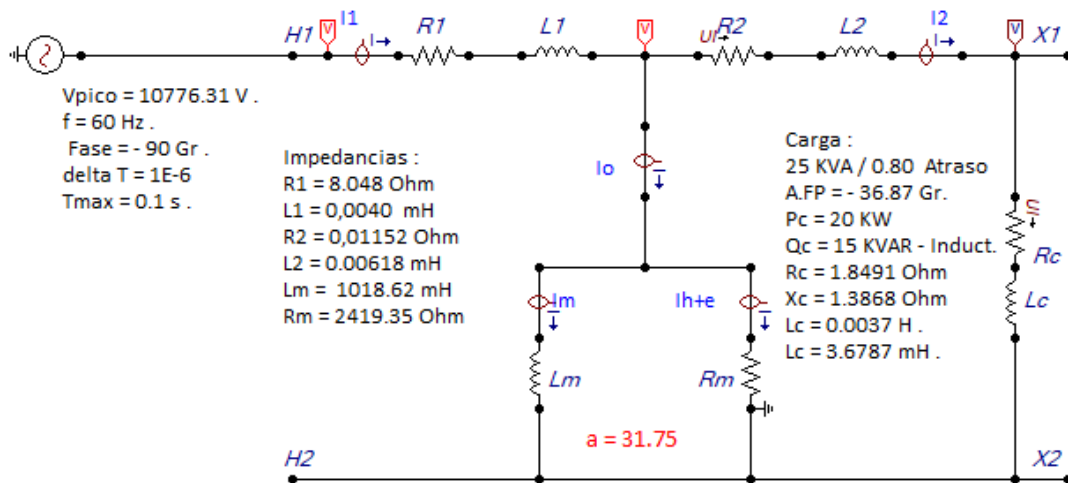 H1
V
I1
I
R1
L1
V
UI
R2
L2
I2
I
V
X1
Vpico = 10776.31 V .
f = 60 Hz .
Fase = - 90 Gr .
delta T = 1E-6
Tmax = 0.1 s .
Impedancias :
R1 = 8.048 Ohm
L1 = 0,0040 mH
R2 = 0,01152 Ohm
L2 = 0.00618 mH
Lm = 1018.62 mH
Rm = 2419.35 Ohm
Io
I
Carga :
25 KVA / 0.80 Atraso
A.FP = - 36.87 Gr.
Pc = 20 KW
Qc = 15 KVAR - Induct.
Rc = 1.8491 Ohm
Xc = 1.3868 Ohm
Lc = 0.0037 H .
Lc = 3.6787 mH .
UI
Rc
Lc
Im
I
Ih+e
I
Lm
Rm
a = 31.75
H2
X2